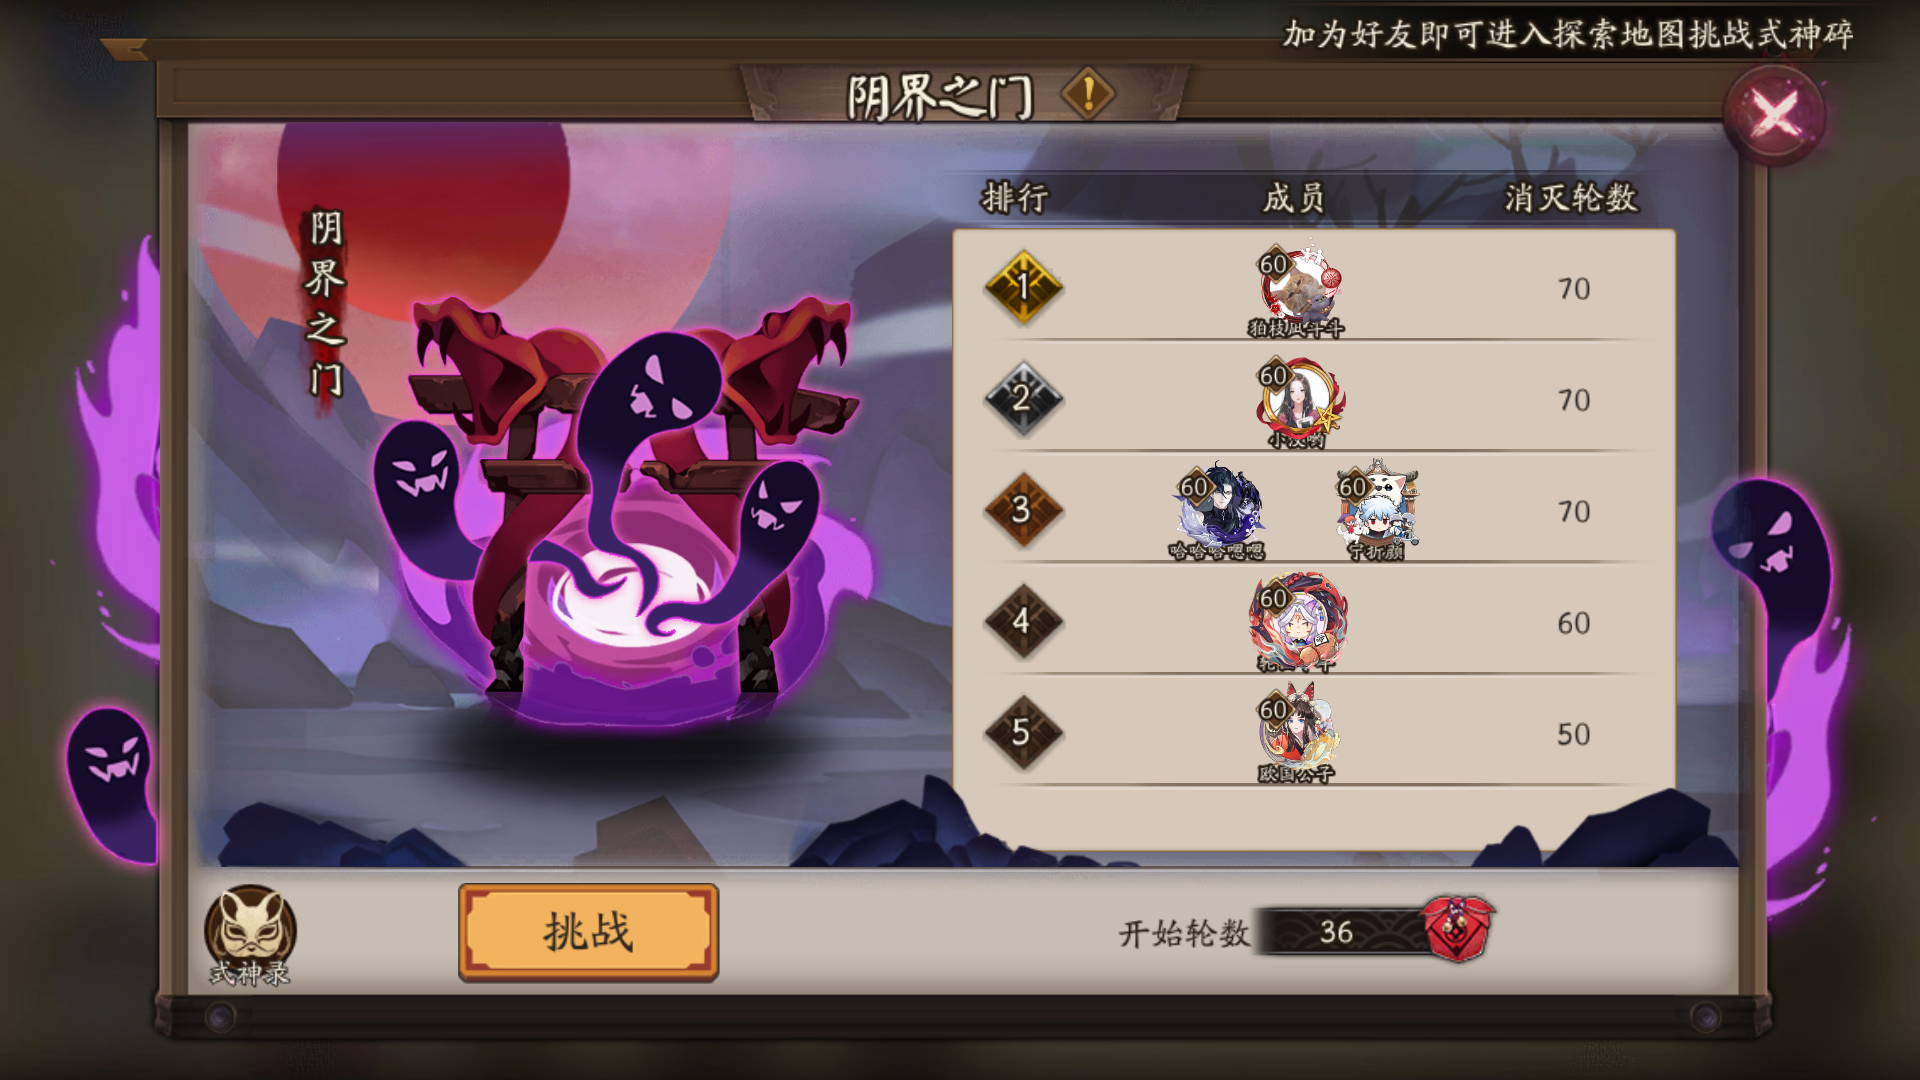 加为好友即可进入探索地图挑战式神碎
阴界之门
阴界之门
排行 成员 消灭轮数
1 60 70
2 60 70
3 60 60 70
哈哈哈嗯嗯 宁折颜
4 60 60
5 60 50
欧国公子
挑战
开始轮数 36
式神录